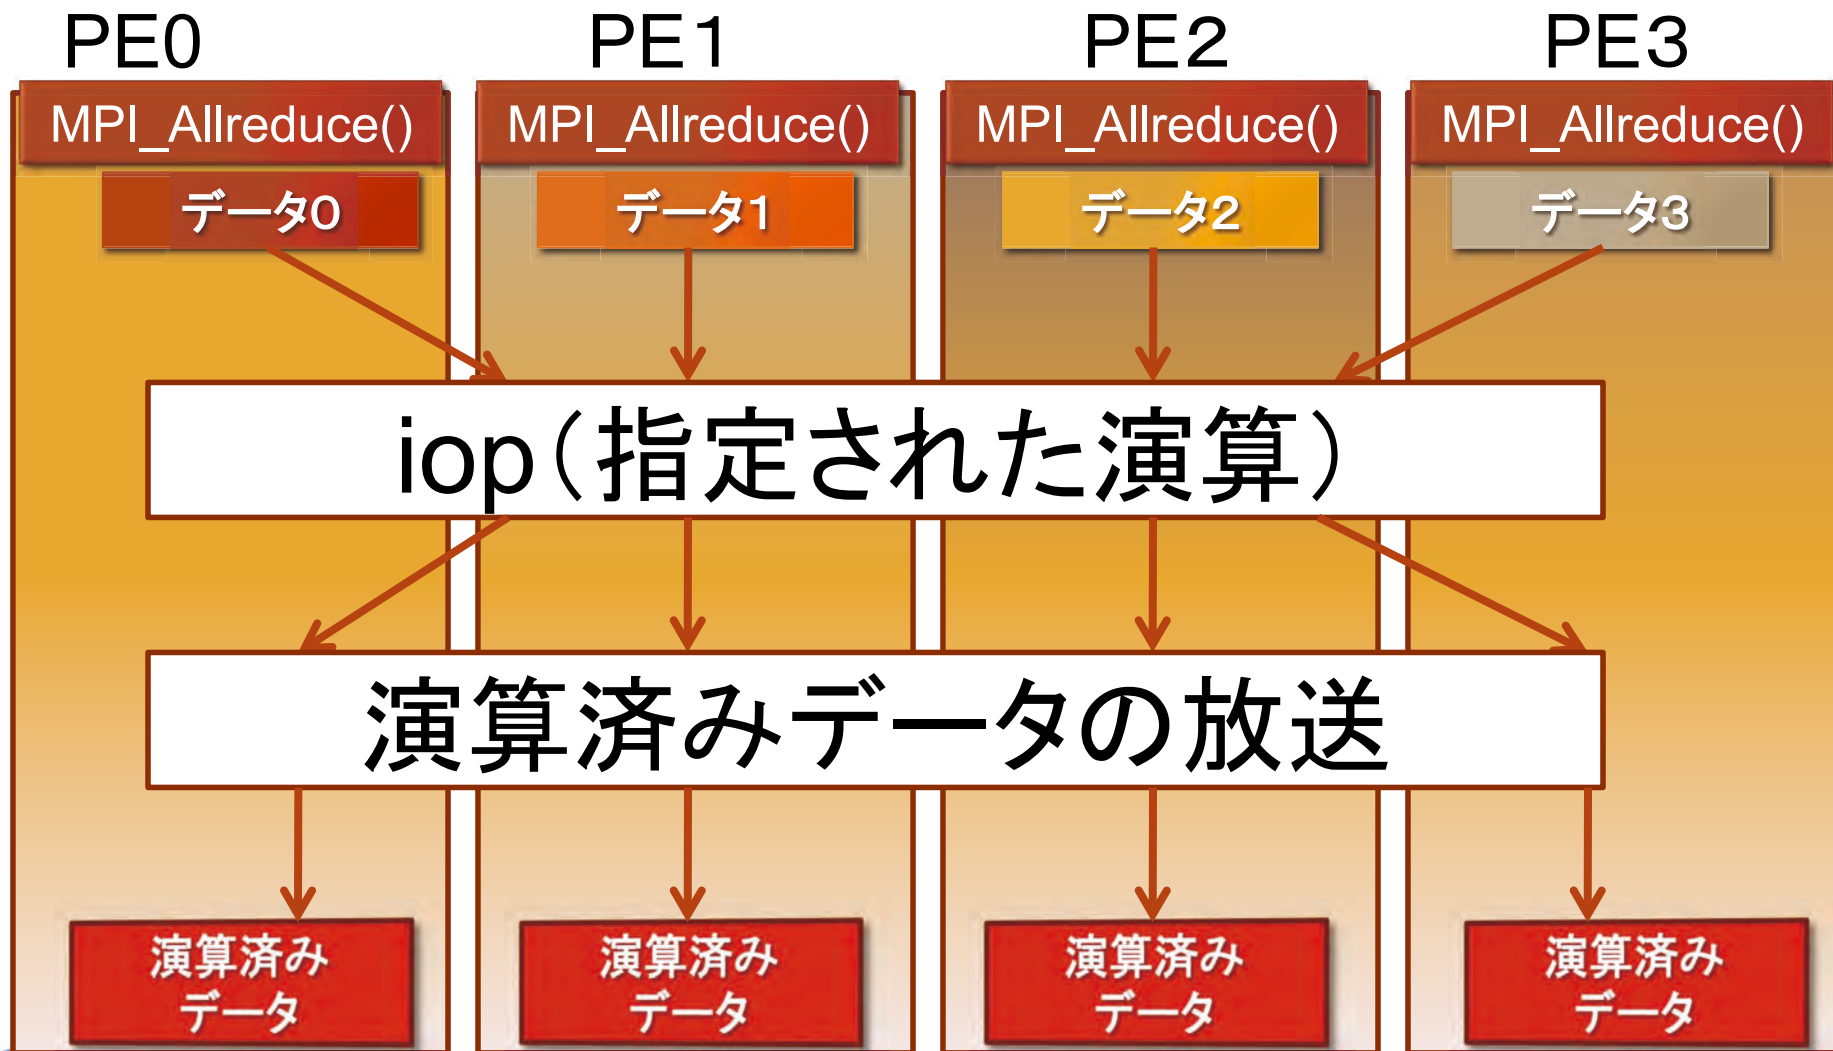 PE0
PE1
PE2
PE3
MPI_Allreduce()
MPI_Allreduce()
MPI_Allreduce()
MPI_Allreduce()
データ0
データ1
データ2
データ3
iop(指定された演算)
演算済みデータの放送
演算済み
データ
演算済み
データ
演算済み
データ
演算済み
データ